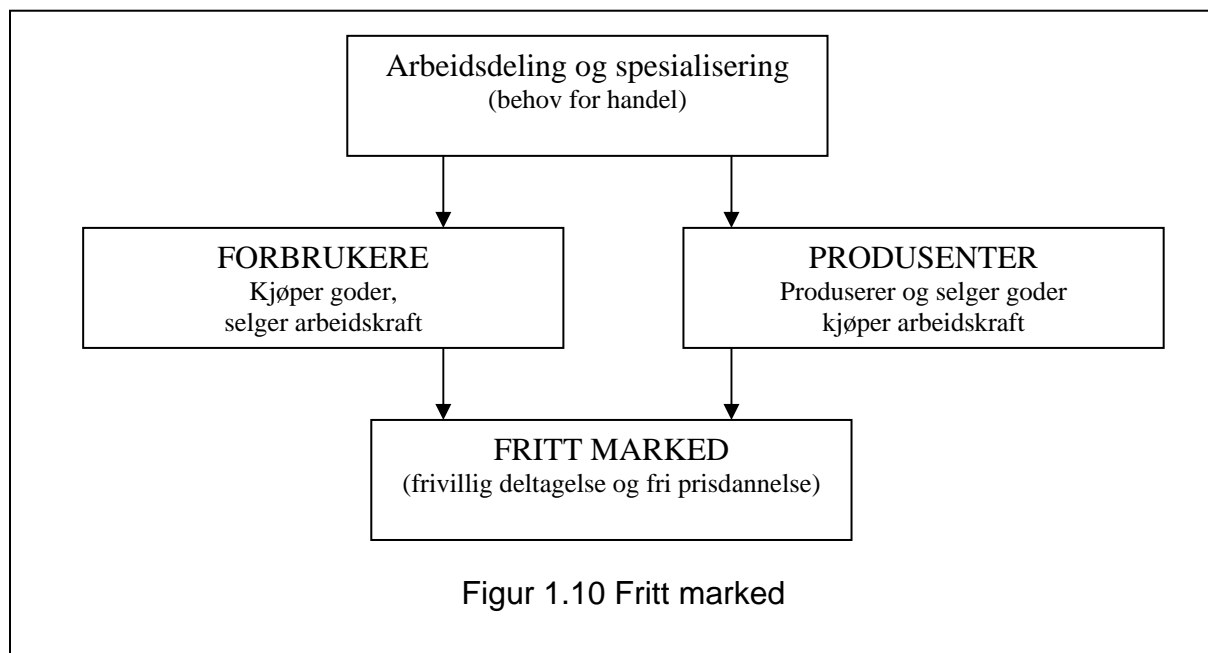 Arbeidsdeling og spesialisering
(behov for handel)
FORBRUKERE
Kjøper goder,
selger arbeidskraft
PRODUSENTER
Produserer og selger goder
kjøper arbeidskraft
FRITT MARKED
(frivillig deltagelse og fri prisdannelse)
Figur 1.10 Fritt marked